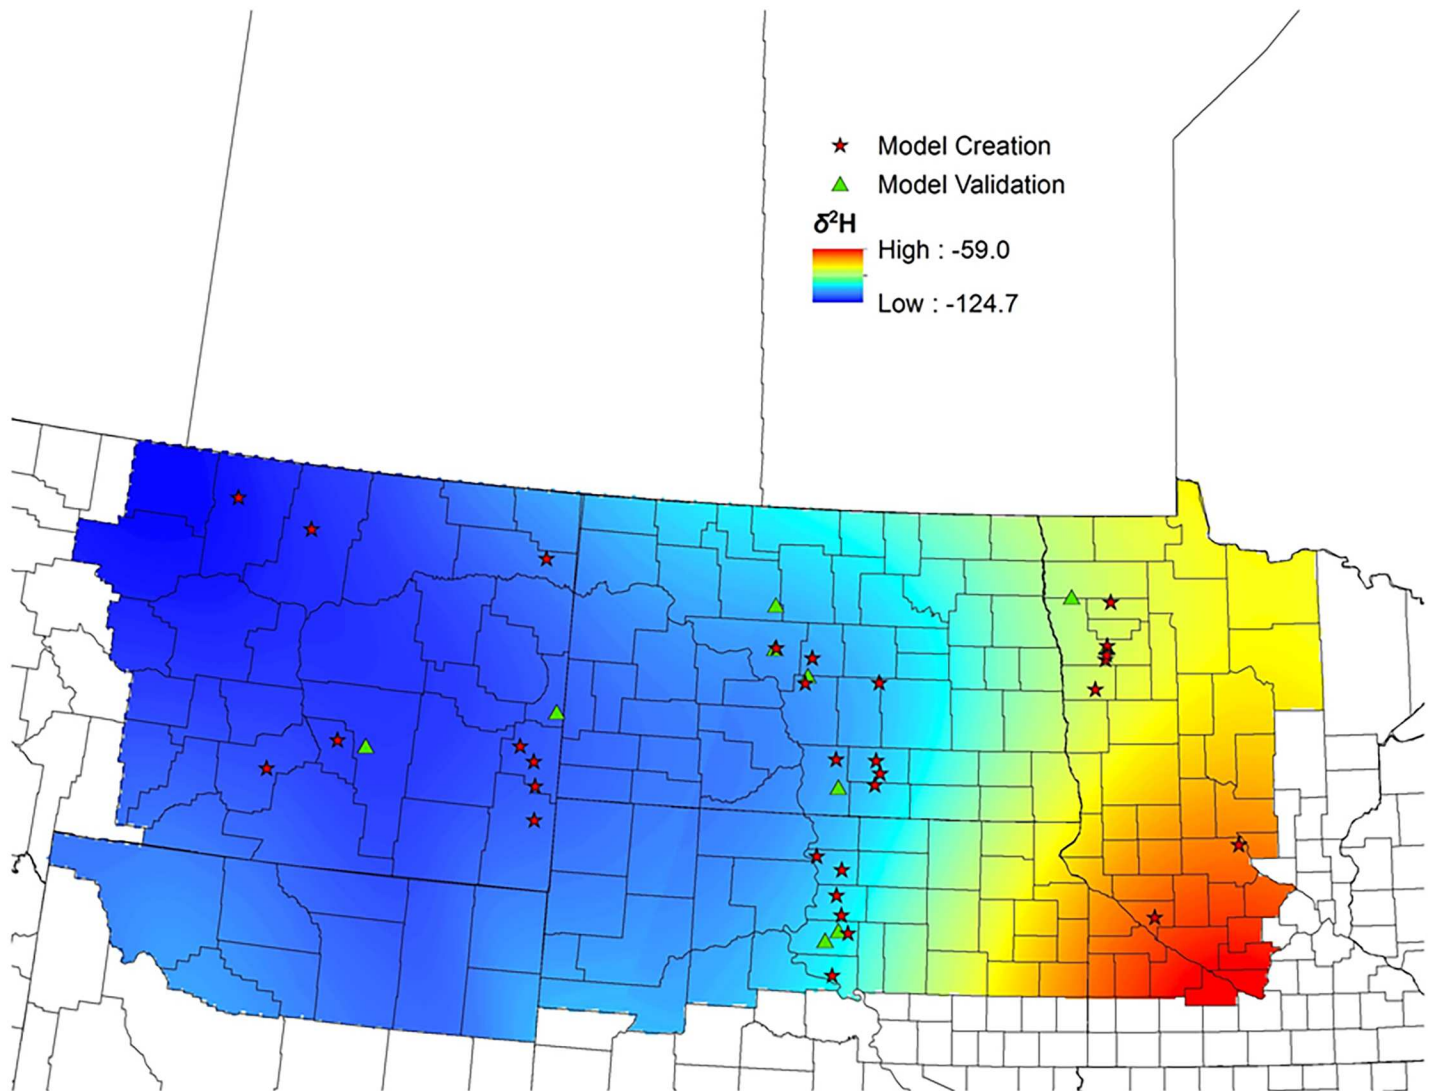 Model Creation
Model Validation
δ²H
High : -59.0
Low : -124.7